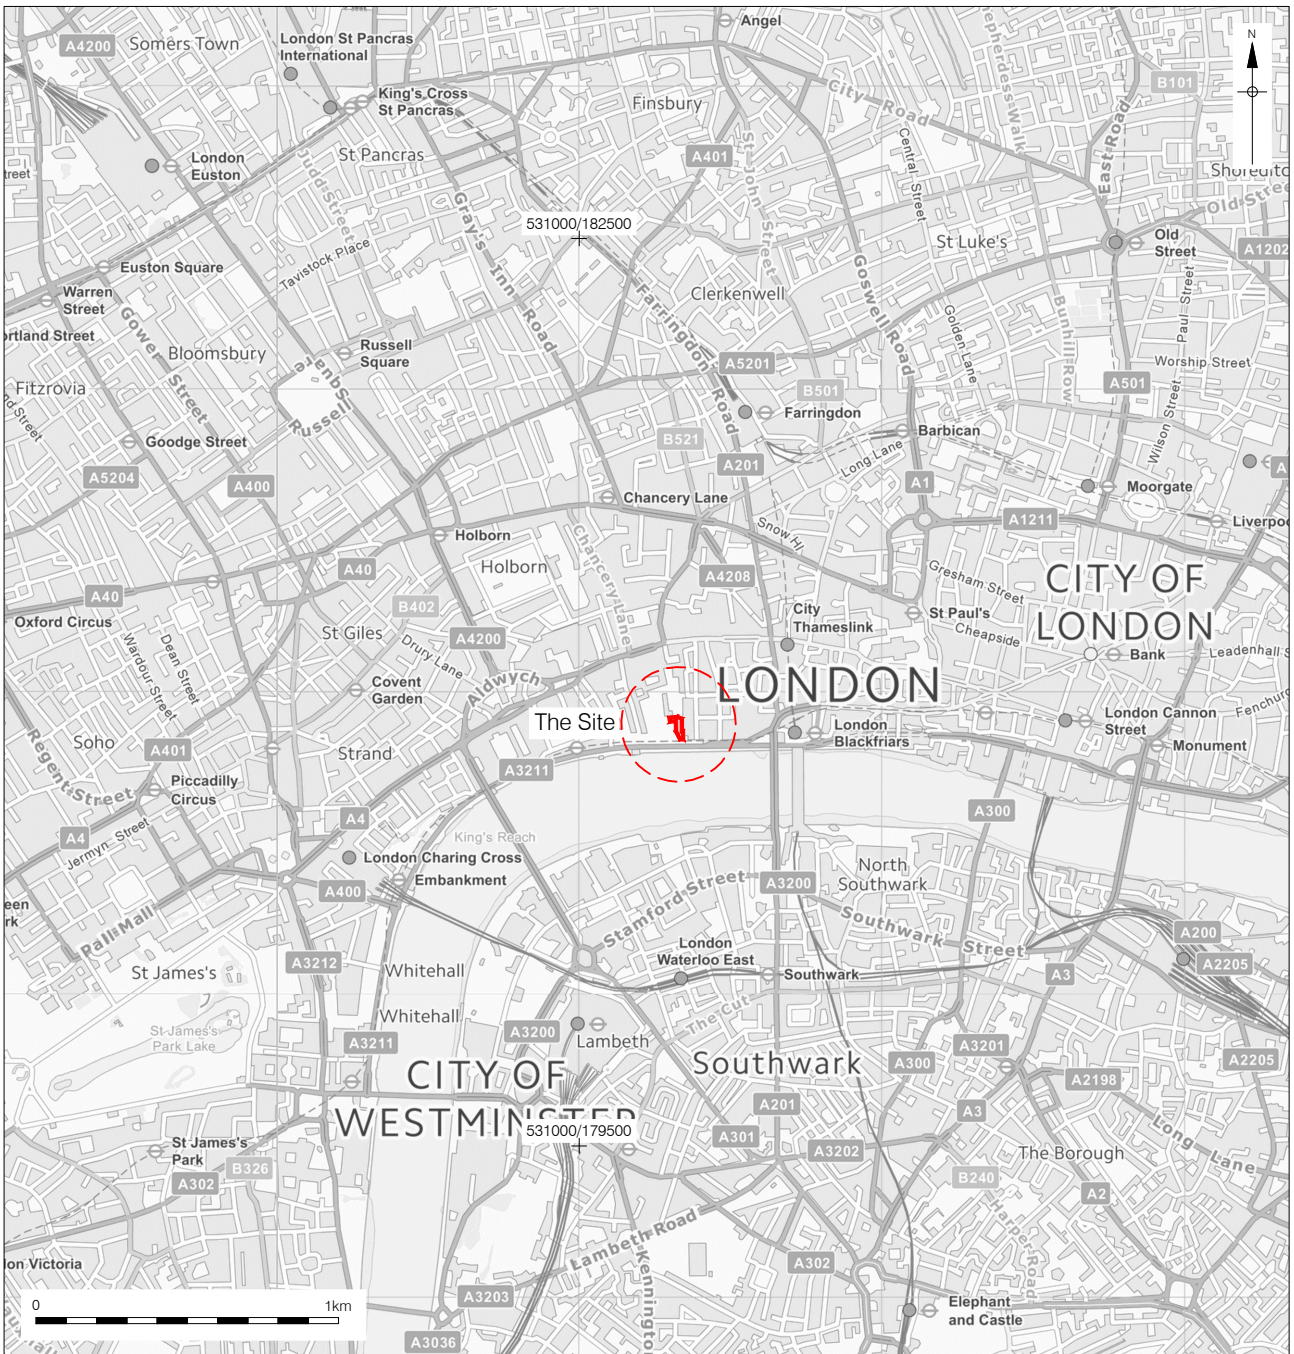 Angel
A4200
Somers Town
London St Pancras
International
N
King's Cross
St Pancras
Finsbury
City Road
B101
St Pancras
Judd Street
London
Euston
A401
St John Street
Central Street
East Road
Old Street
Gray's Inn Road
531000/182500
St Luke's
Old
Street
A1202
Tavistock Place
Euston Square
Warren
Street
Clerkenwell
Farringdon Road
Goswell Road
Golden Lane
Bunhill Row
Paul Street
Gower Street
Bloomsbury
Russell
Square
Russell Square
A5201
Worship Street
Fitzrovia
B501
A501
Farringdon
Goodge Street
B521
Barbican
Wilson Street
Long Lane
A201
A5204
A400
A1
Moorgate
Chancery Lane
Snow Hl
A1211
Holborn
Chancery Lane
Holborn
A40
A4208
Gresham Street
CITY OF
LONDON
A40
B402
City
Thameslink
St Paul's
Cheapside
Oxford Circus
St Giles
A4200
Drury Lane
Wardour Street
Dean Street
Bank
Covent
Garden
Aldwych
LONDON
The Site
London
Blackfriars
London Cannon
Street
Soho
A401
Strand
Monument
Regent Street
A3211
Piccadilly
Circus
A4
A4
Jermyn Street
King's Reach
A300
London Charing Cross
Embankment
A400
North
Southwark
A3200
Stamford Street
Pall Mall
Southwark Street
A200
London
Waterloo East
A3212
St James's
Whitehall
Southwark
A3
A2205
Whitehall
The Cut
St James's
Park Lake
A3200
Lambeth
A3211
A3201
A300
A2205
CITY OF
WESTMINSTER
Southwark
A2198
A201
A3
531000/179500
A301
A3202
Long Lane
St James's
Park
The Borough
B326
A302
B240
A2
Harper Road
Lambeth Road
Kennington
A302
A3203
Elephant
and Castle
0
1km
A3036